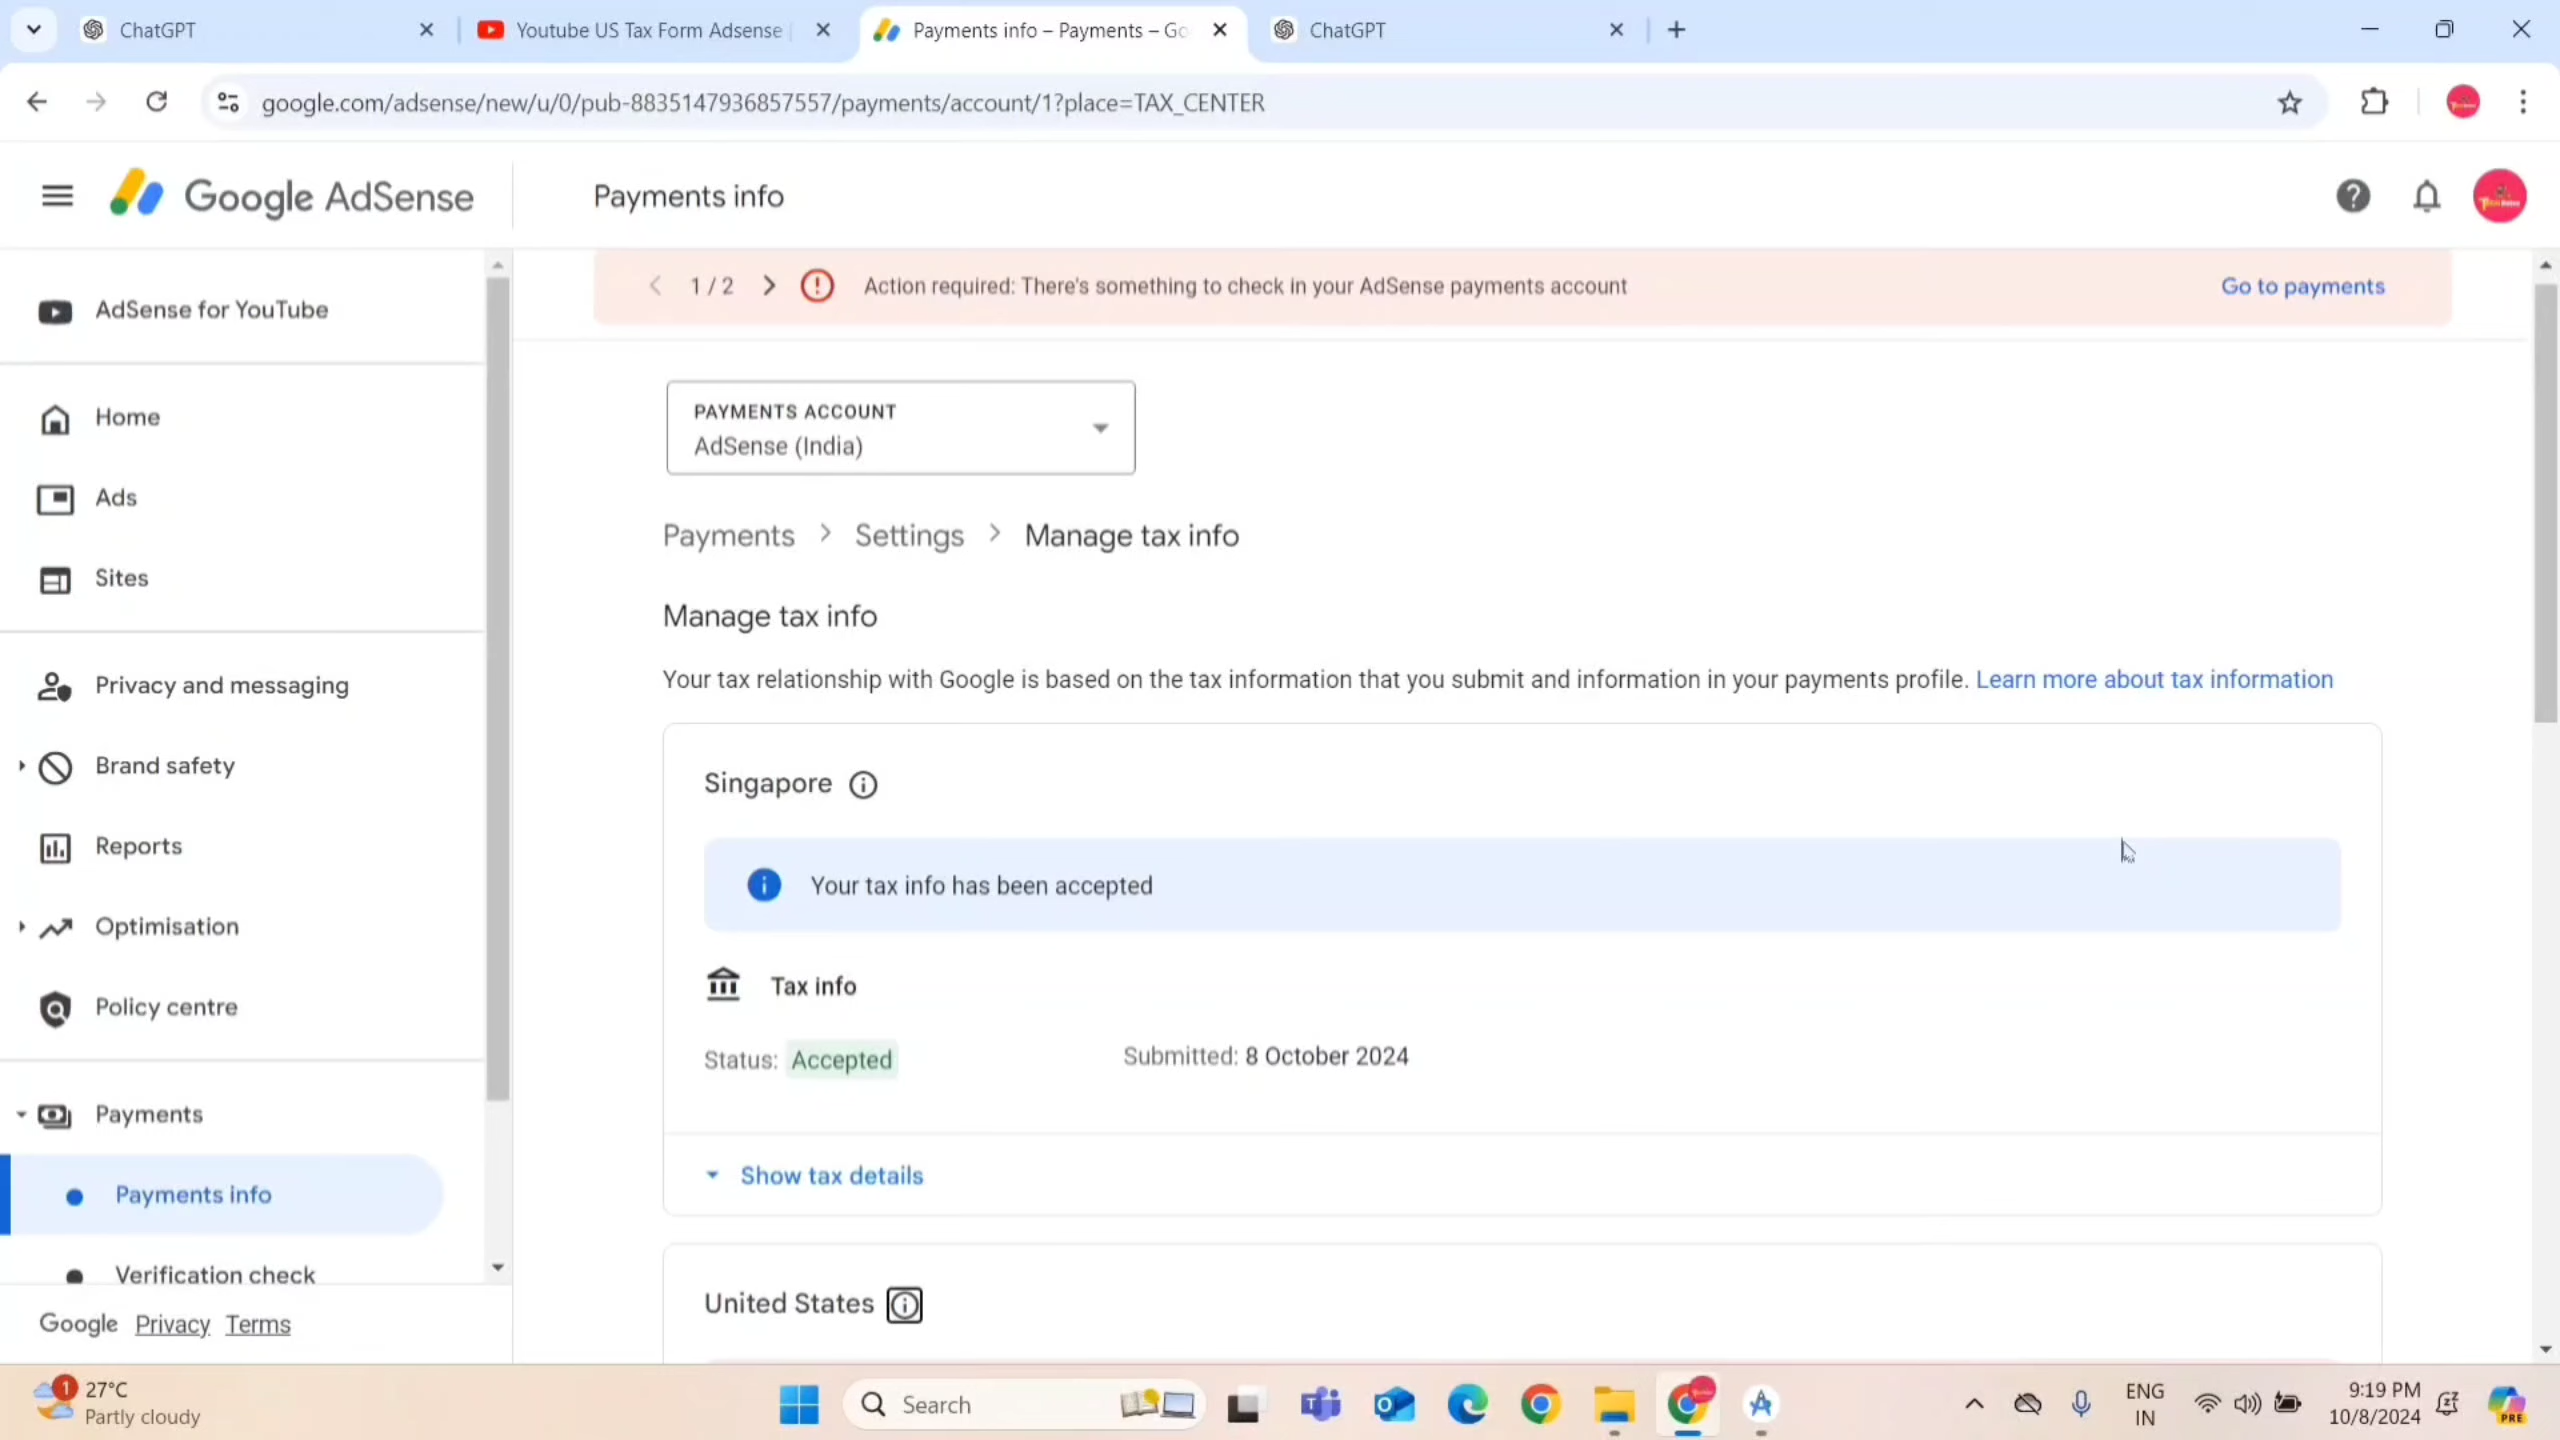 ChatGPT
Youtube US Tax Form Adsense
Payments info – Payments – Go
ChatGPT
google.com/adsense/new/u/0/pub-8835147936857557/payments/account/1?place=TAX_CENTER
Google AdSense
Payments info
AdSense for YouTube
Home
Ads
Sites
Privacy and messaging
Brand safety
Reports
Optimisation
Policy centre
Payments
Payments info
Verification check
Google Privacy Terms
1 / 2
Action required: There's something to check in your AdSense payments account
Go to payments
PAYMENTS ACCOUNT
AdSense (India)
Payments > Settings > Manage tax info
Manage tax info
Your tax relationship with Google is based on the tax information that you submit and information in your payments profile. Learn more about tax information
Singapore
Your tax info has been accepted
Tax info
Status: Accepted
Submitted: 8 October 2024
Show tax details
United States
1
27°C
Partly cloudy
Search
ENG
IN
9:19 PM
10/8/2024
PRE